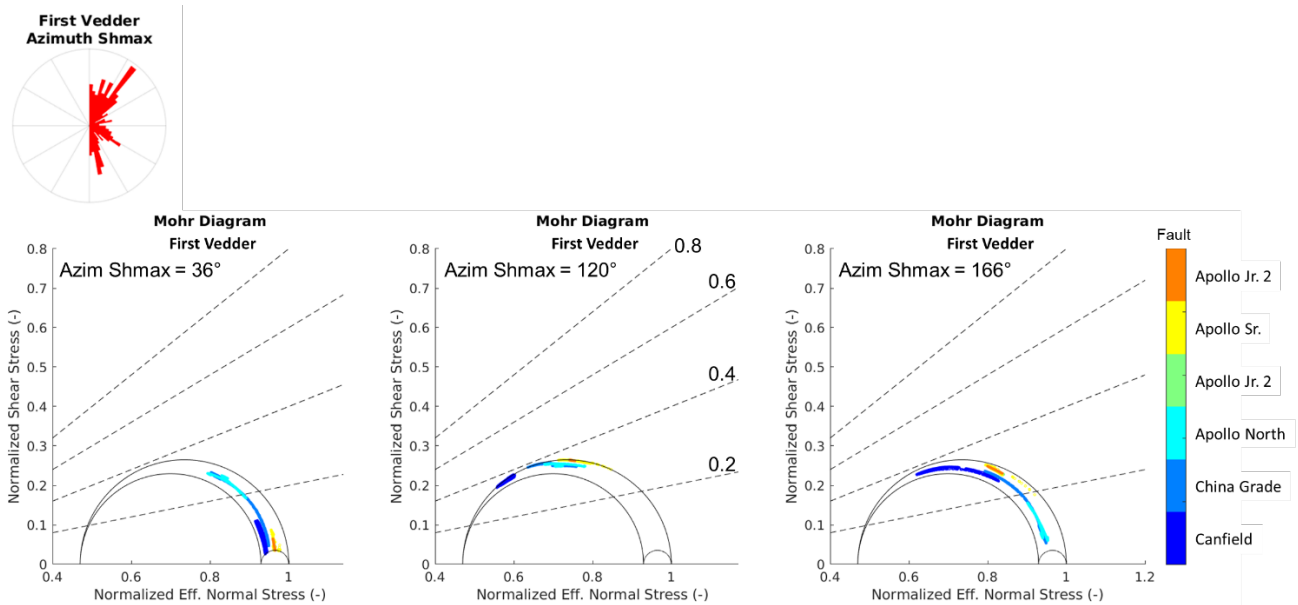 First Vedder
Azimuth Shmax
Mohr Diagram
First Vedder
Azim Shmax = 36°
Normalized Shear Stress (-)
0.8
0.7
0.6
0.5
0.4
0.3
0.2
0.1
0
0.4
0.6
0.8
1
Normalized Eff. Normal Stress (-)
Mohr Diagram
First Vedder
Azim Shmax = 120°
0.8
0.6
0.4
0.2
Normalized Shear Stress (-)
0.8
0.7
0.6
0.5
0.4
0.3
0.2
0.1
0
0.4
0.6
0.8
1
Normalized Eff. Normal Stress (-)
Mohr Diagram
First Vedder
Azim Shmax = 166°
Normalized Shear Stress (-)
0.8
0.7
0.6
0.5
0.4
0.3
0.2
0.1
0
0.4
0.6
0.8
1
1.2
Normalized Eff. Normal Stress (-)
Fault
Apollo Jr. 2
Apollo Sr.
Apollo Jr. 2
Apollo North
China Grade
Canfield